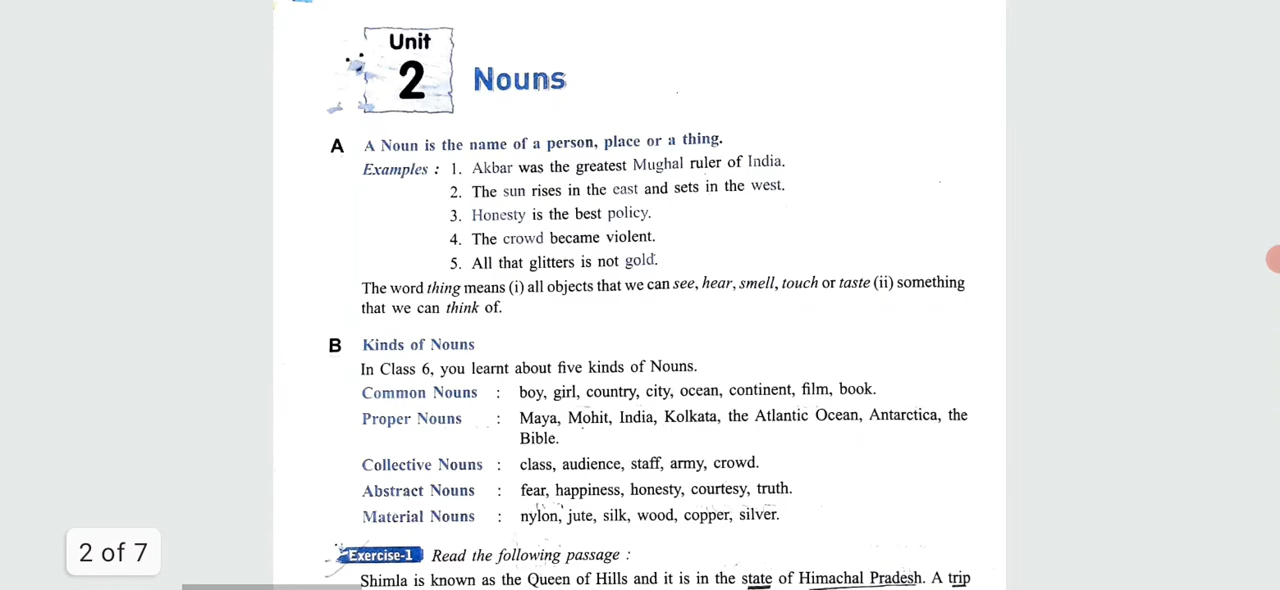 Unit
2
Nouns
A A Noun is the name of a person, place or a thing.
Examples : 1. Akbar was the greatest Mughal ruler of India.
2. The sun rises in the east and sets in the west.
3. Honesty is the best policy.
4. The crowd became violent.
5. All that glitters is not gold.
The word thing means (i) all objects that we can see, hear, smell, touch or taste (ii) something
that we can think of.
B Kinds of Nouns
In Class 6, you learnt about five kinds of Nouns.
Common Nouns : boy, girl, country, city, ocean, continent, film, book.
Proper Nouns : Maya, Mohit, India, Kolkata, the Atlantic Ocean, Antarctica, the
Bible.
Collective Nouns : class, audience, staff, army, crowd.
Abstract Nouns : fear, happiness, honesty, courtesy, truth.
Material Nouns : nylon, jute, silk, wood, copper, silver.
Exercise-1 Read the following passage :
Shimla is known as the Queen of Hills and it is in the state of Himachal Pradesh. A trip
2 of 7